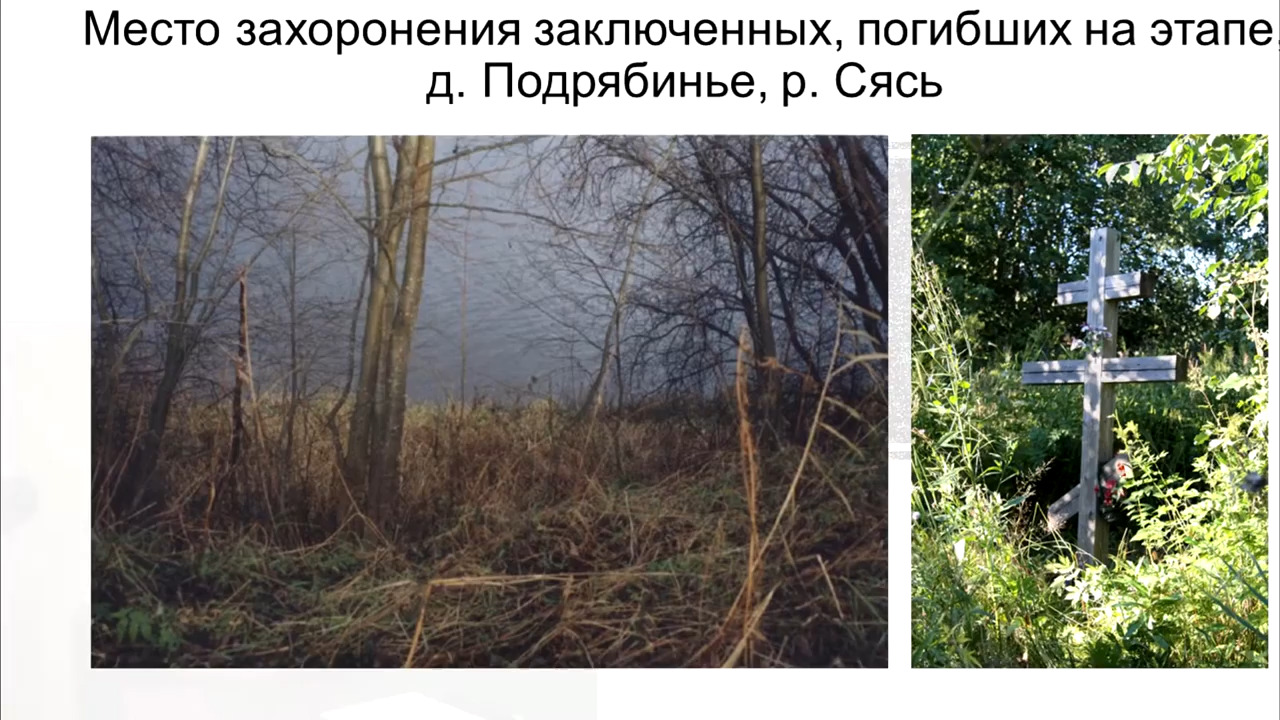 Место захоронения заключенных, погибших на этапе.
д. Подрябинье, р. Сясь